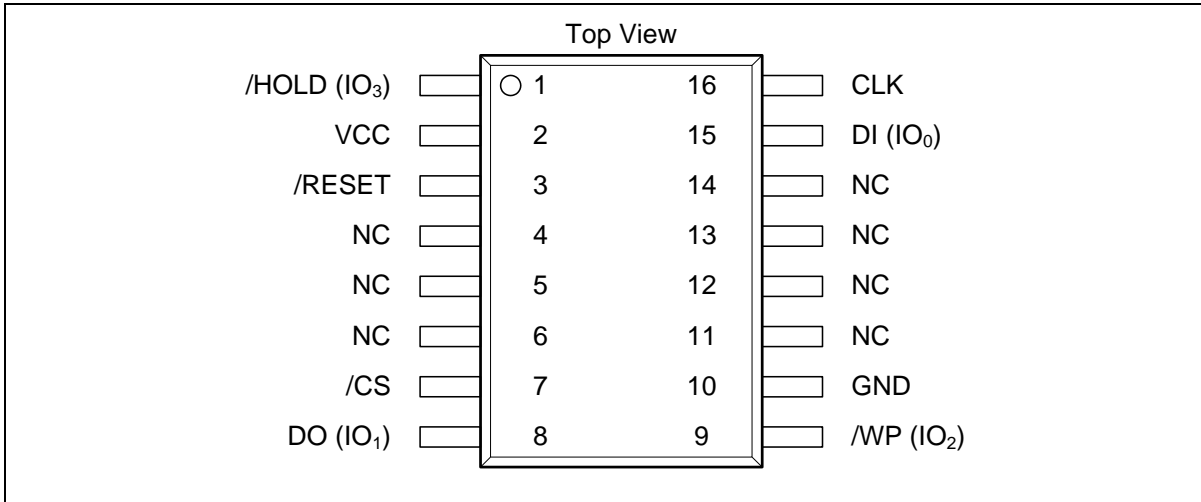 Top View
/HOLD (IO₃) 1 16 CLK
VCC 2 15 DI (IO₀)
/RESET 3 14 NC
NC 4 13 NC
NC 5 12 NC
NC 6 11 NC
/CS 7 10 GND
DO (IO₁) 8 9 /WP (IO₂)